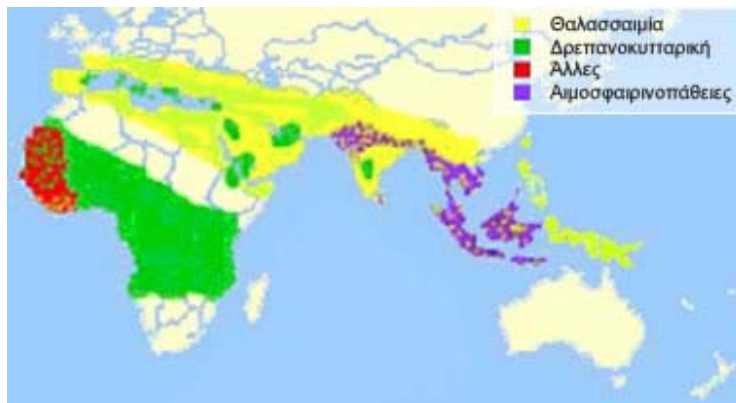 Θαλασσαιμία
Δρεπανοκυτταρική
Άλλες
Αιμοσφαιρινοπάθειες